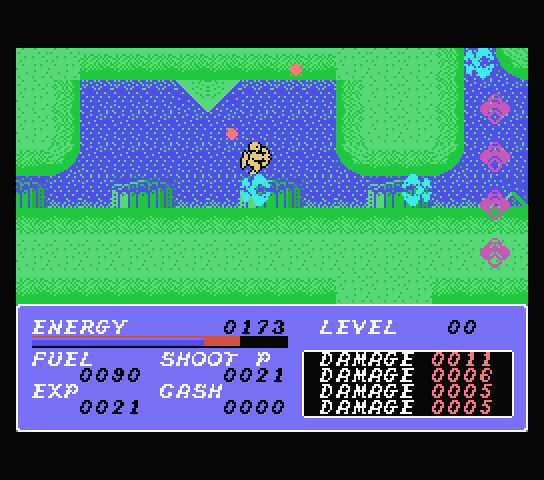 ENERGY 0173 LEVEL 00
FUEL SHOOT P DAMAGE 0011
0090 0021 DAMAGE 0006
EXP CASH DAMAGE 0005
0021 0000 DAMAGE 0005